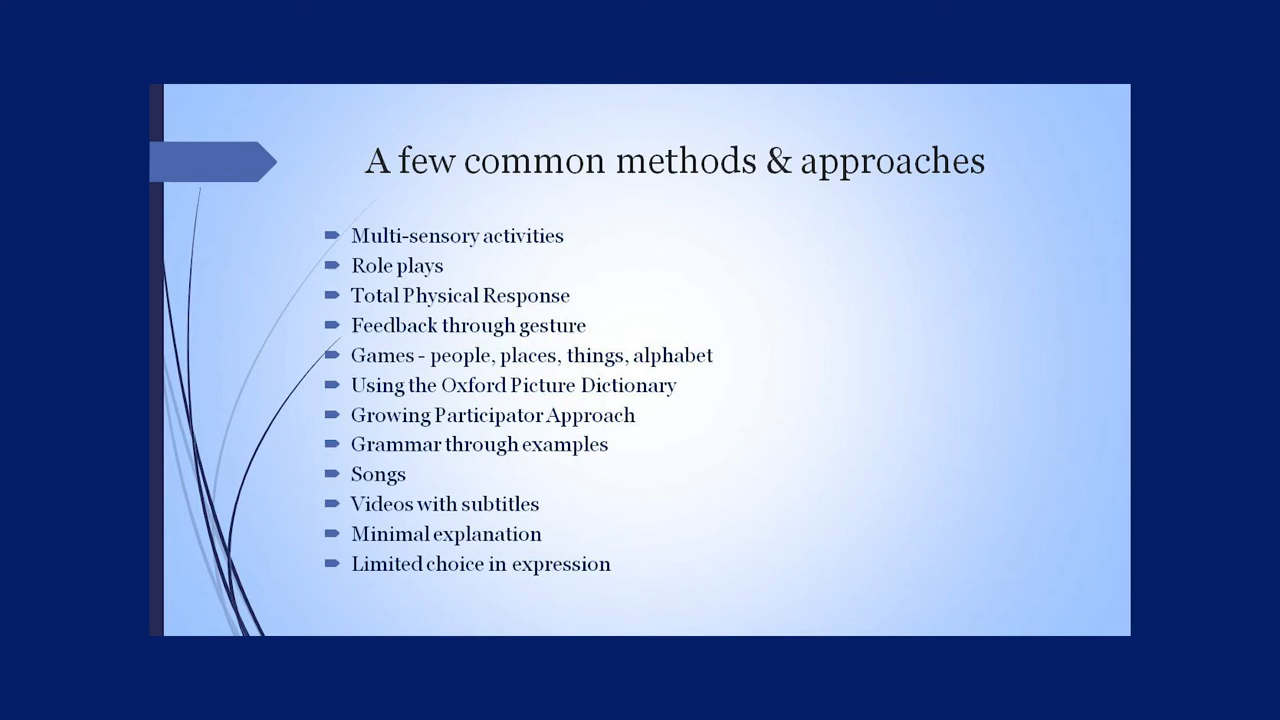 A few common methods & approaches
Multi-sensory activities
Role plays
Total Physical Response
Feedback through gesture
Games - people, places, things, alphabet
Using the Oxford Picture Dictionary
Growing Participator Approach
Grammar through examples
Songs
Videos with subtitles
Minimal explanation
Limited choice in expression